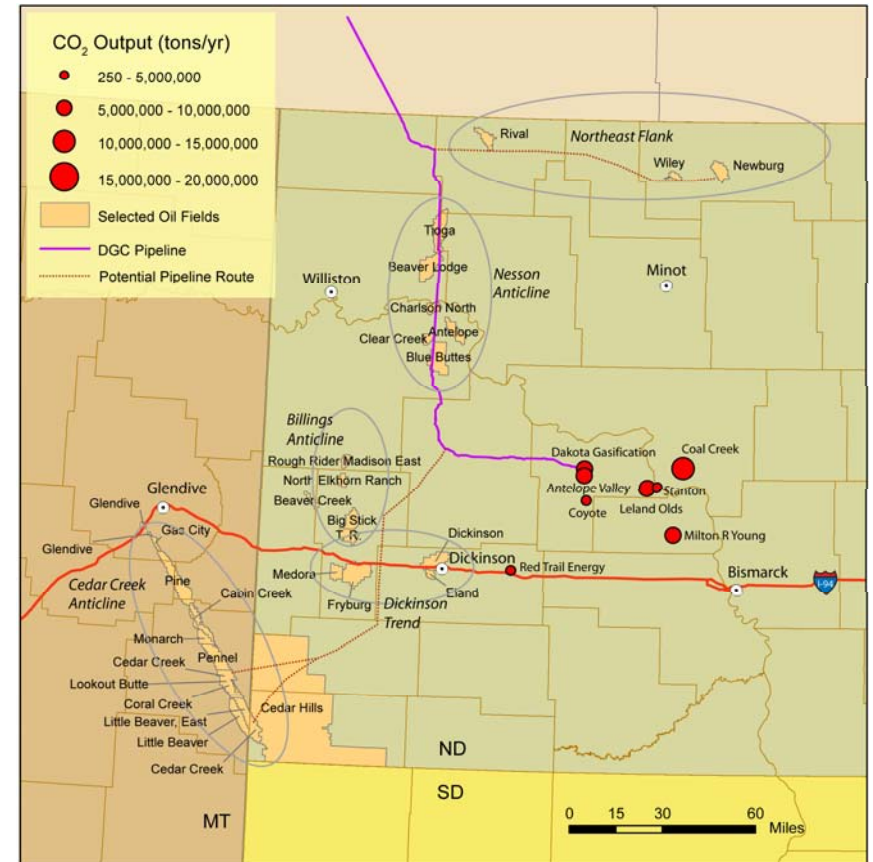 CO2 Output (tons/yr)
250 - 5,000,000
5,000,000 - 10,000,000
10,000,000 - 15,000,000
15,000,000 - 20,000,000
Selected Oil Fields
DGC Pipeline
Potential Pipeline Route
Rival
Northeast Flank
Wiley
Newburg
Tioga
Beaver Lodge
Nesson
Anticline
Williston
Minot
Charlson North
Antelope
Clear Creek
Blue Buttes
Billings
Anticline
Rough Rider Madison East
North Elkhorn Ranch
Beaver Creek
Big Stick
T. R.
Dakota Gasification
Coal Creek
Antelope Valley
Stanton
Leland Olds
Coyote
Milton R Young
Glendive
Glendive
Gas City
Glendive
Dickinson
Dickinson
Red Trail Energy
Bismarck
I-94
Medora
Eland
Fryburg
Dickinson
Trend
Cedar Creek
Anticline
Pine
Cabin Creek
Monarch
Pennel
Cedar Creek
Lookout Butte
Coral Creek
Little Beaver, East
Little Beaver
Cedar Creek
Cedar Hills
ND
SD
MT
0 15 30 60
Miles